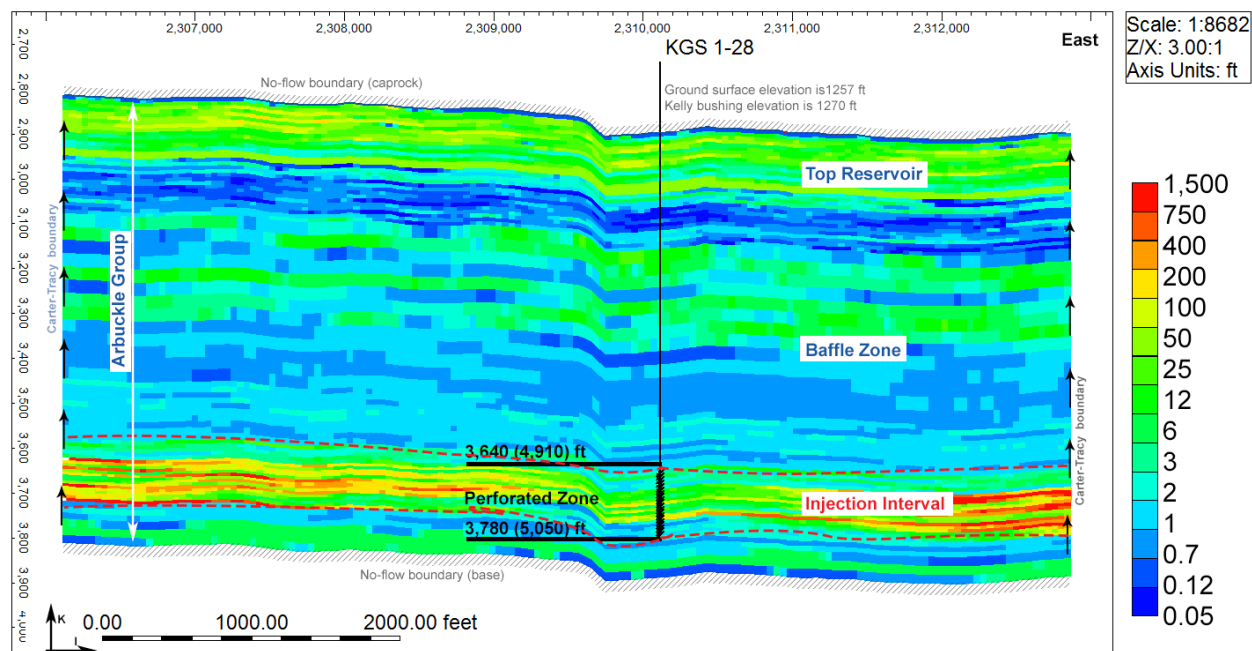 2,307,000 2,308,000 2,309,000 2,310,000 2,311,000 2,312,000
KGS 1-28
East
Scale: 1:8682
Z/X: 3.00:1
Axis Units: ft
No-flow boundary (caprock)
Ground surface elevation is1257 ft
Kelly bushing elevation is 1270 ft
2,700
2,800
2,900
3,000
3,100
3,200
3,300
3,400
3,500
3,600
3,700
3,800
3,900
4,000
Carter-Tracy boundary
Arbuckle Group
Top Reservoir
Baffle Zone
3,640 (4,910) ft
Perforated Zone
Injection Interval
3,780 (5,050) ft
Carter-Tracy boundary
No-flow boundary (base)
K
I
0.00 1000.00 2000.00 feet
1,500
750
400
200
100
50
25
12
6
3
2
1
0.7
0.12
0.05